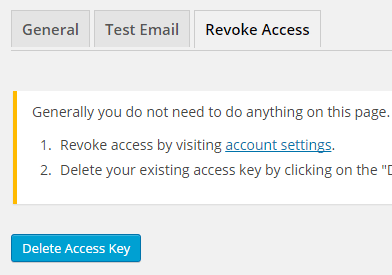 General Test Email Revoke Access
Generally you do not need to do anything on this page.
1. Revoke access by visiting account settings.
2. Delete your existing access key by clicking on the "D
Delete Access Key